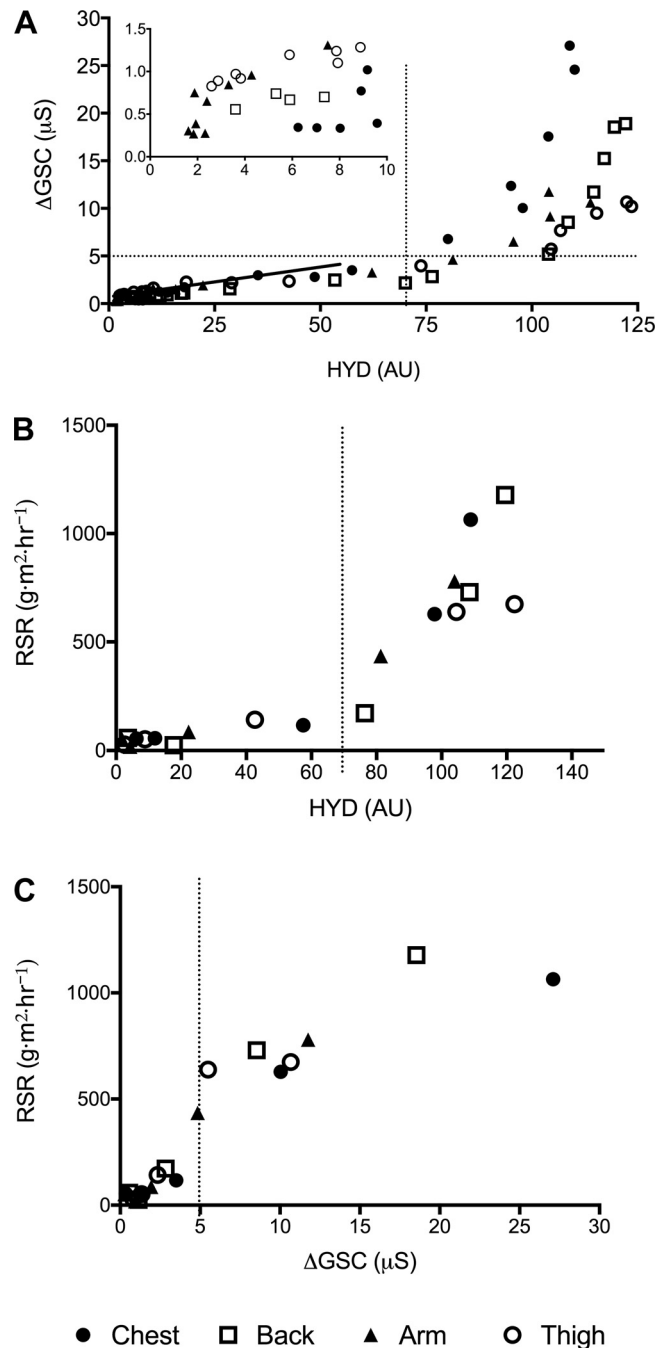 A
30
25
20
15
10
5
0
ΔGSC (μS)
1.5
1.0
0.5
0.0
0 2 4 6 8 10
0 25 50 75 100 125
HYD (AU)
B
1500
1000
500
0
RSR (g·m²·hr⁻¹)
0 20 40 60 80 100 120 140
HYD (AU)
C
1500
1000
500
0
RSR (g·m²·hr⁻¹)
0 5 10 15 20 25 30
ΔGSC (μS)
Chest Back Arm Thigh